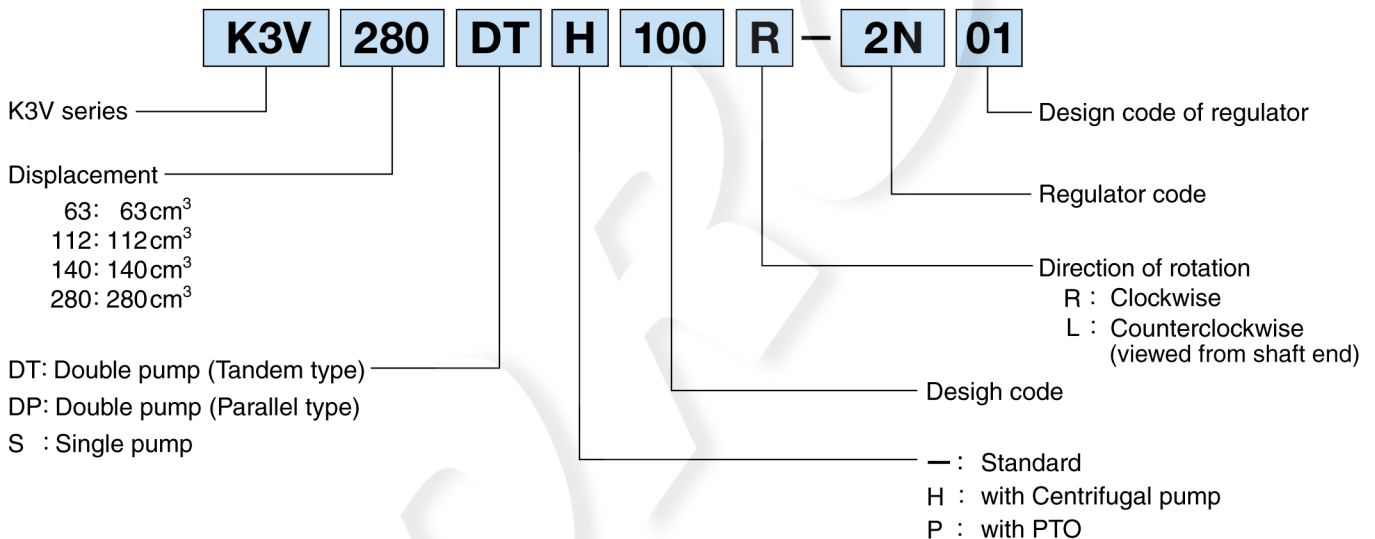 K3V 280 DT H 100 R – 2N 01
K3V series
Displacement
63: 63cm³
112: 112cm³
140: 140cm³
280: 280cm³
DT: Double pump (Tandem type)
DP: Double pump (Parallel type)
S : Single pump
Design code of regulator
Regulator code
Direction of rotation
R : Clockwise
L : Counterclockwise
(viewed from shaft end)
Desigh code
– : Standard
H : with Centrifugal pump
P : with PTO